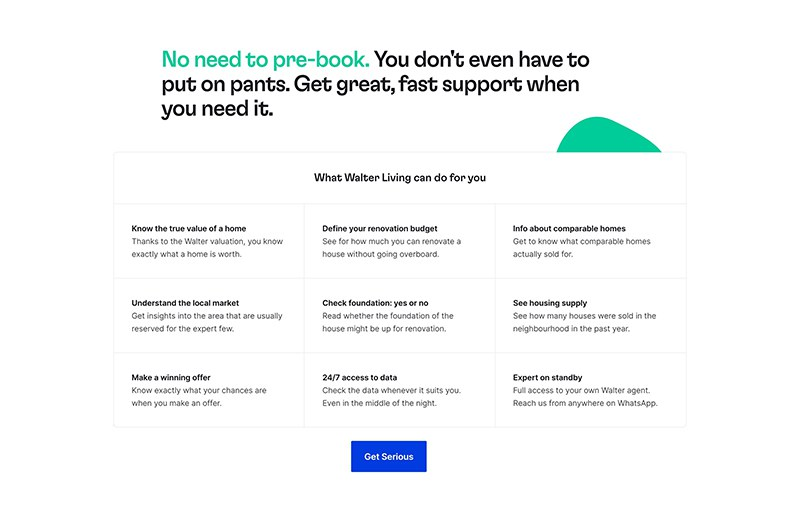 No need to pre-book. You don't even have to
put on pants. Get great, fast support when
you need it.
What Walter Living can do for you
Know the true value of a home
Thanks to the Walter valuation, you know
exactly what a home is worth.
Define your renovation budget
See for how much you can renovate a
house without going overboard.
Info about comparable homes
Get to know what comparable homes
actually sold for.
Understand the local market
Get insights into the area that are usually
reserved for the expert few.
Check foundation: yes or no
Read whether the foundation of the
house might be up for renovation.
See housing supply
See how many houses were sold in the
neighbourhood in the past year.
Make a winning offer
Know exactly what your chances are
when you make an offer.
24/7 access to data
Check the data whenever it suits you.
Even in the middle of the night.
Expert on standby
Full access to your own Walter agent.
Reach us from anywhere on WhatsApp.
Get Serious